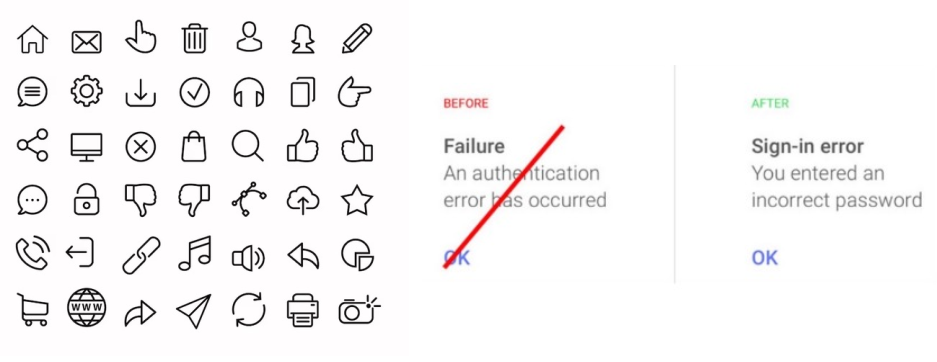 WWW
BEFORE
Failure
An authentication
error has occurred
OK
AFTER
Sign-in error
You entered an
incorrect password
OK